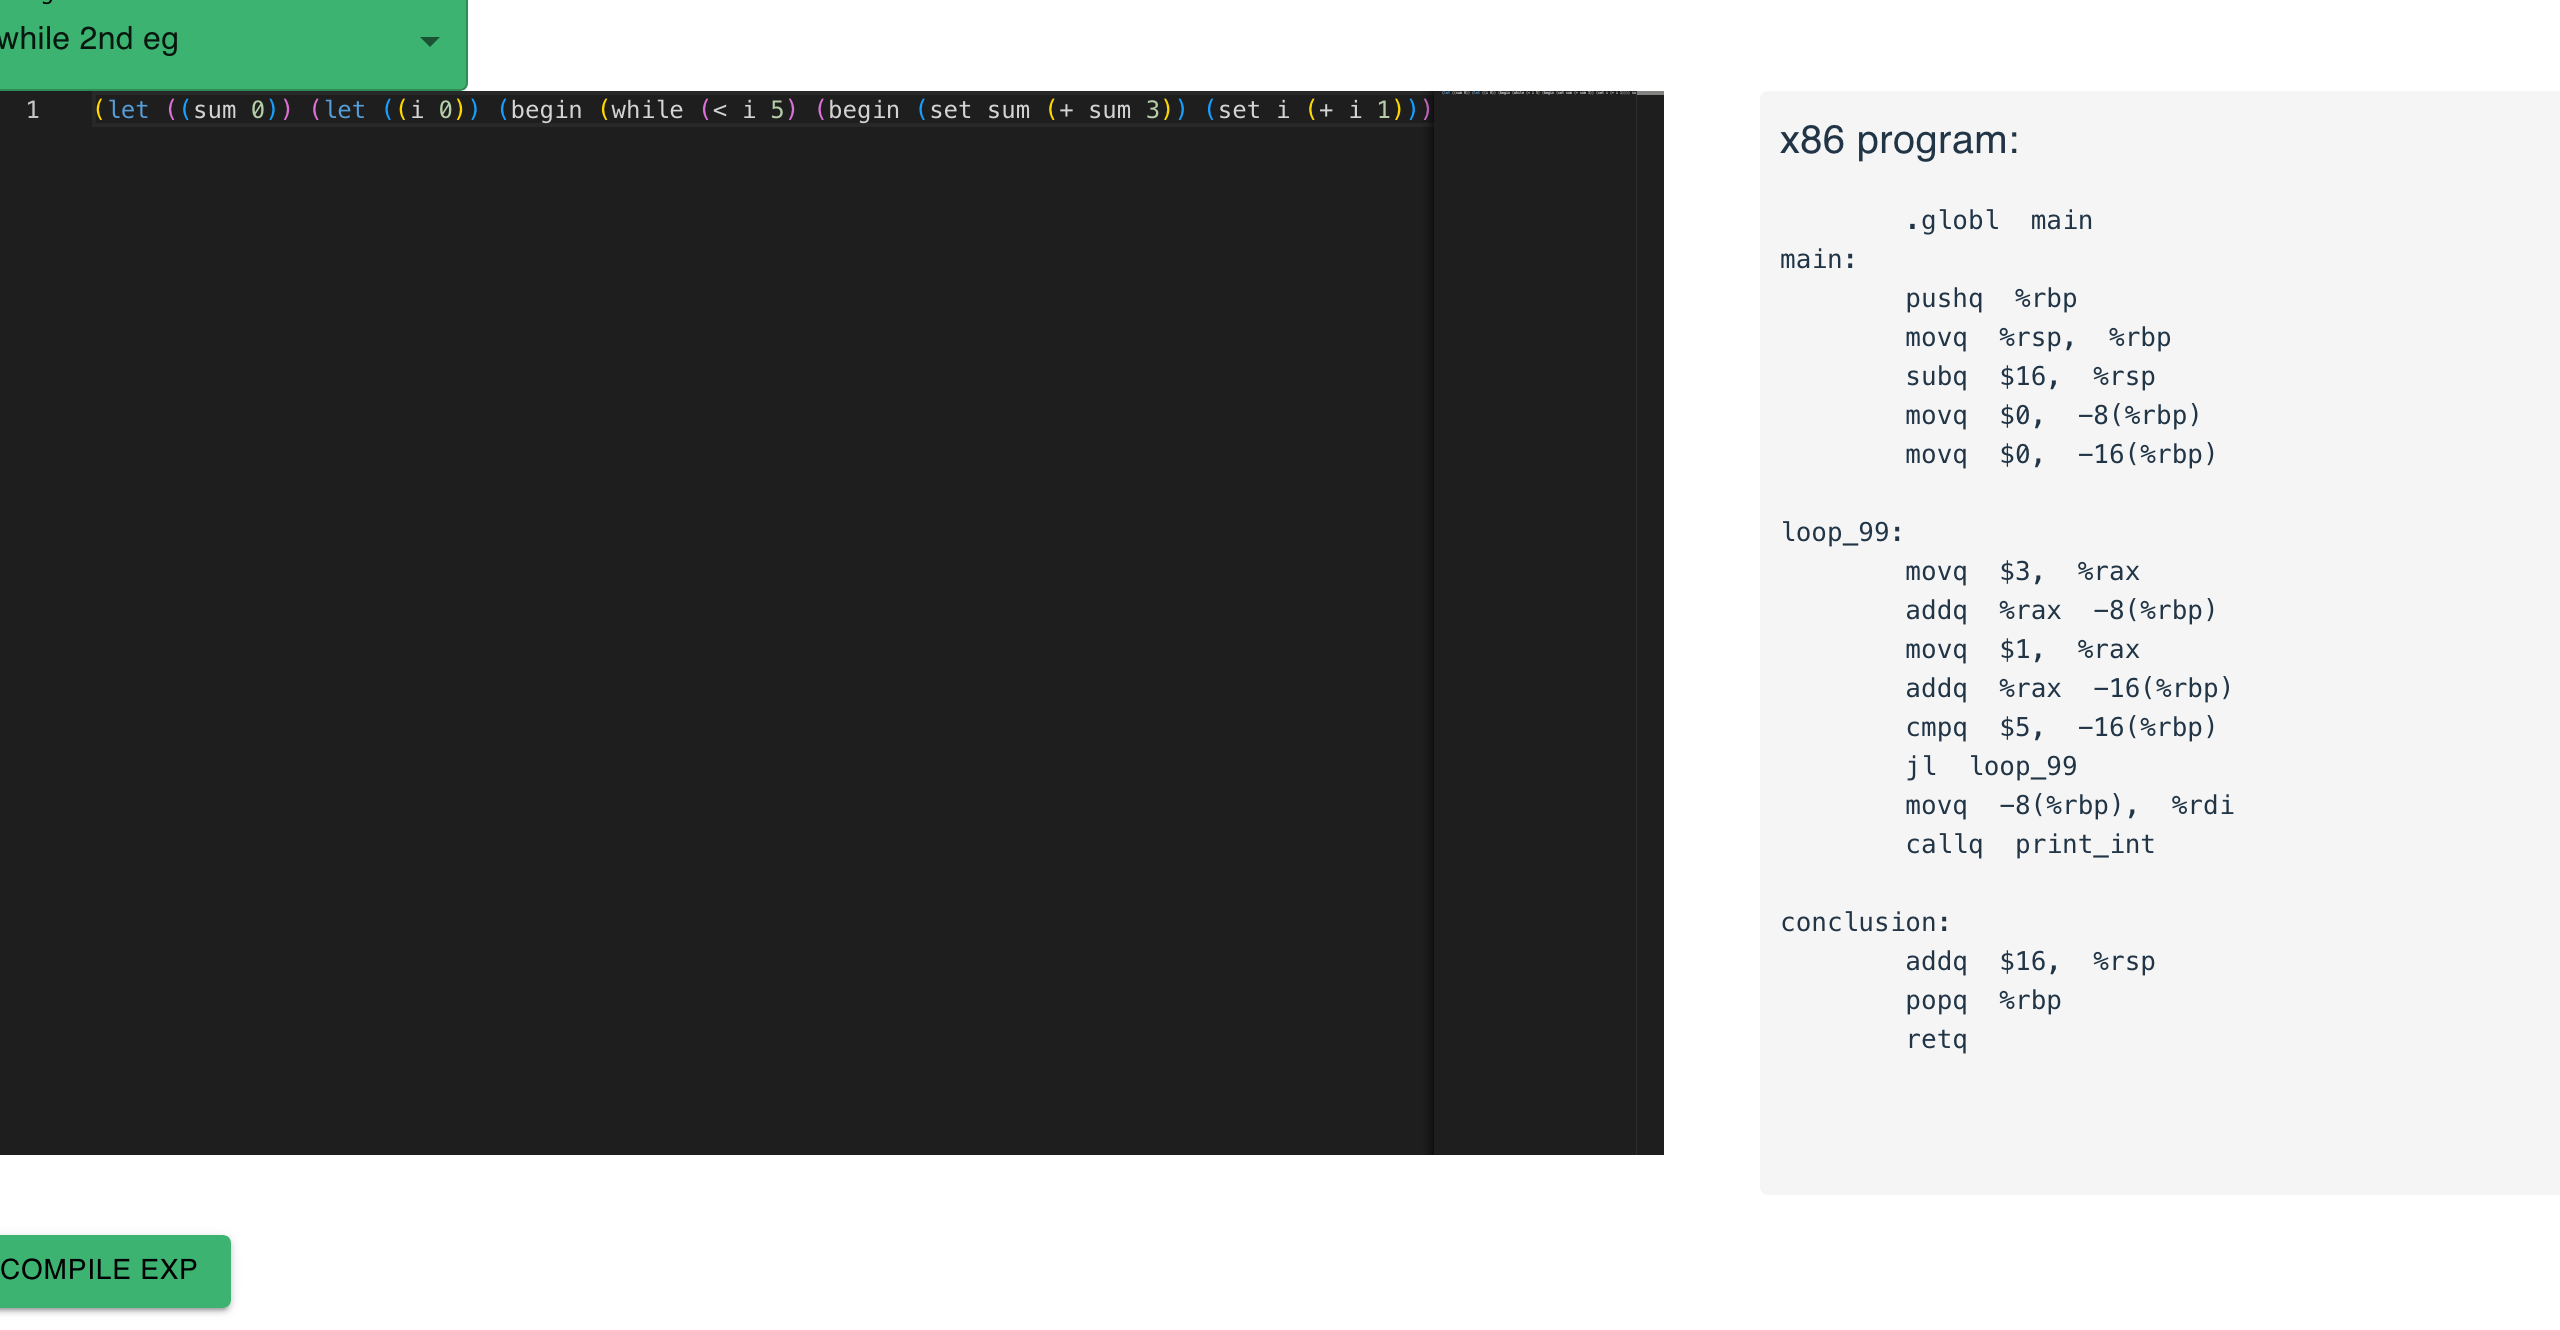 while 2nd eg
1 (let ((sum 0)) (let ((i 0)) (begin (while (< i 5) (begin (set sum (+ sum 3)) (set i (+ i 1)))
x86 program:
.globl main
main:
pushq %rbp
movq %rsp, %rbp
subq $16, %rsp
movq $0, -8(%rbp)
movq $0, -16(%rbp)
loop_99:
movq $3, %rax
addq %rax -8(%rbp)
movq $1, %rax
addq %rax -16(%rbp)
cmpq $5, -16(%rbp)
jl loop_99
movq -8(%rbp), %rdi
callq print_int
conclusion:
addq $16, %rsp
popq %rbp
retq
COMPILE EXP